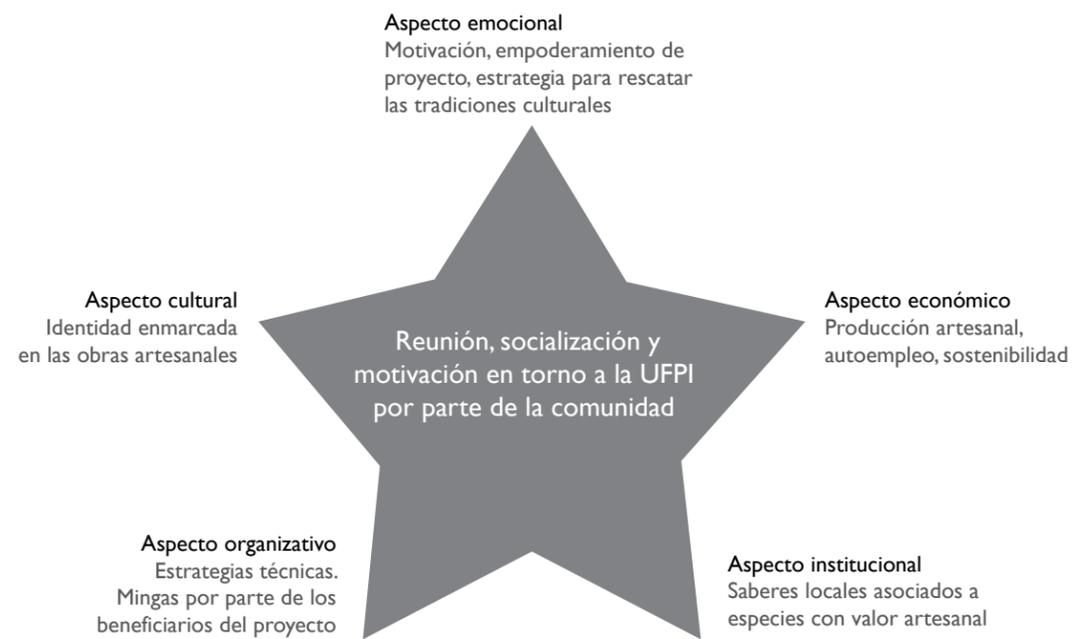 Aspecto emocional
Motivación, empoderamiento de
proyecto, estrategia para rescatar
las tradiciones culturales
Aspecto cultural
Identidad enmarcada
en las obras artesanales
Aspecto económico
Producción artesanal,
autoempleo, sostenibilidad
Reunión, socialización y
motivación en torno a la UFPI
por parte de la comunidad
Aspecto organizativo
Estrategias técnicas.
Mingas por parte de los
beneficiarios del proyecto
Aspecto institucional
Saberes locales asociados a
especies con valor artesanal